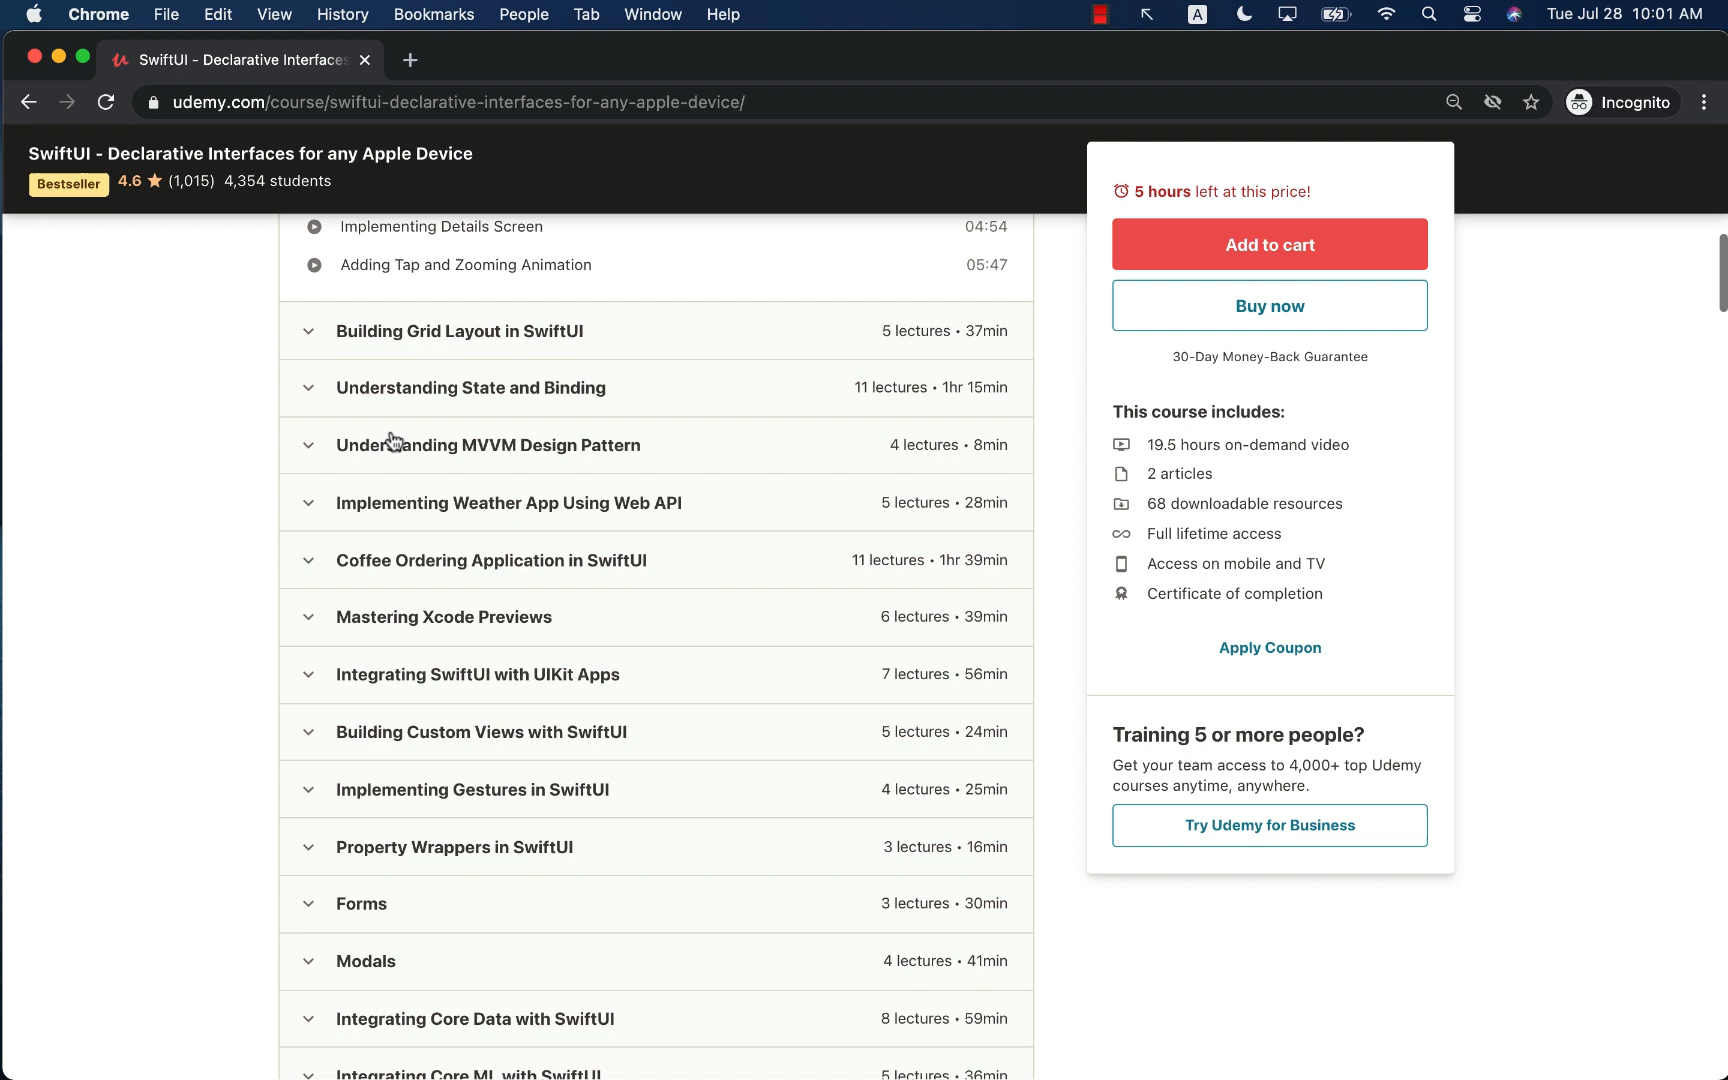 Chrome File Edit View History Bookmarks People Tab Window Help A Tue Jul 28 10:01 AM
SwiftUI - Declarative Interfaces
udemy.com/course/swiftui-declarative-interfaces-for-any-apple-device/ Incognito
SwiftUI - Declarative Interfaces for any Apple Device
Bestseller 4.6 (1,015) 4,354 students
Implementing Details Screen 04:54
Adding Tap and Zooming Animation 05:47
Building Grid Layout in SwiftUI 5 lectures • 37min
Understanding State and Binding 11 lectures • 1hr 15min
Understanding MVVM Design Pattern 4 lectures • 8min
Implementing Weather App Using Web API 5 lectures • 28min
Coffee Ordering Application in SwiftUI 11 lectures • 1hr 39min
Mastering Xcode Previews 6 lectures • 39min
Integrating SwiftUI with UIKit Apps 7 lectures • 56min
Building Custom Views with SwiftUI 5 lectures • 24min
Implementing Gestures in SwiftUI 4 lectures • 25min
Property Wrappers in SwiftUI 3 lectures • 16min
Forms 3 lectures • 30min
Modals 4 lectures • 41min
Integrating Core Data with SwiftUI 8 lectures • 59min
Integrating Core ML with SwiftUI 5 lectures • 36min
5 hours left at this price!
Add to cart
Buy now
30-Day Money-Back Guarantee
This course includes:
19.5 hours on-demand video
2 articles
68 downloadable resources
Full lifetime access
Access on mobile and TV
Certificate of completion
Apply Coupon
Training 5 or more people?
Get your team access to 4,000+ top Udemy
courses anytime, anywhere.
Try Udemy for Business